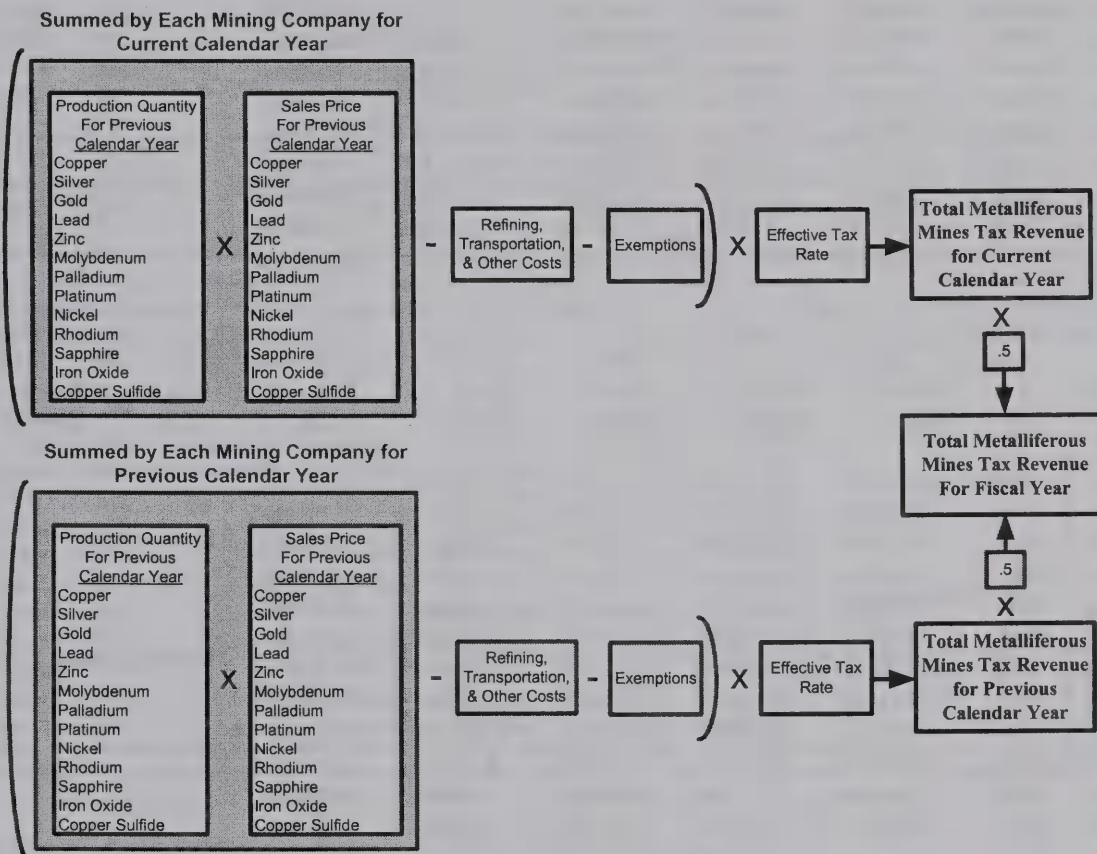 Summed by Each Mining Company for
Current Calendar Year
Production Quantity
For Previous
Calendar Year
Copper
Silver
Gold
Lead
Zinc
Molybdenum
Palladium
Platinum
Nickel
Rhodium
Sapphire
Iron Oxide
Copper Sulfide
X
Sales Price
For Previous
Calendar Year
Copper
Silver
Gold
Lead
Zinc
Molybdenum
Palladium
Platinum
Nickel
Rhodium
Sapphire
Iron Oxide
Copper Sulfide
-
Refining,
Transportation,
& Other Costs
-
Exemptions
)
X
Effective Tax
Rate
Total Metalliferous
Mines Tax Revenue
for Current
Calendar Year
X
.5
Total Metalliferous
Mines Tax Revenue
For Fiscal Year
Summed by Each Mining Company for
Previous Calendar Year
Production Quantity
For Previous
Calendar Year
Copper
Silver
Gold
Lead
Zinc
Molybdenum
Palladium
Platinum
Nickel
Rhodium
Sapphire
Iron Oxide
Copper Sulfide
X
Sales Price
For Previous
Calendar Year
Copper
Silver
Gold
Lead
Zinc
Molybdenum
Palladium
Platinum
Nickel
Rhodium
Sapphire
Iron Oxide
Copper Sulfide
-
Refining,
Transportation,
& Other Costs
-
Exemptions
)
X
Effective Tax
Rate
.5
X
Total Metalliferous
Mines Tax Revenue
for Previous
Calendar Year